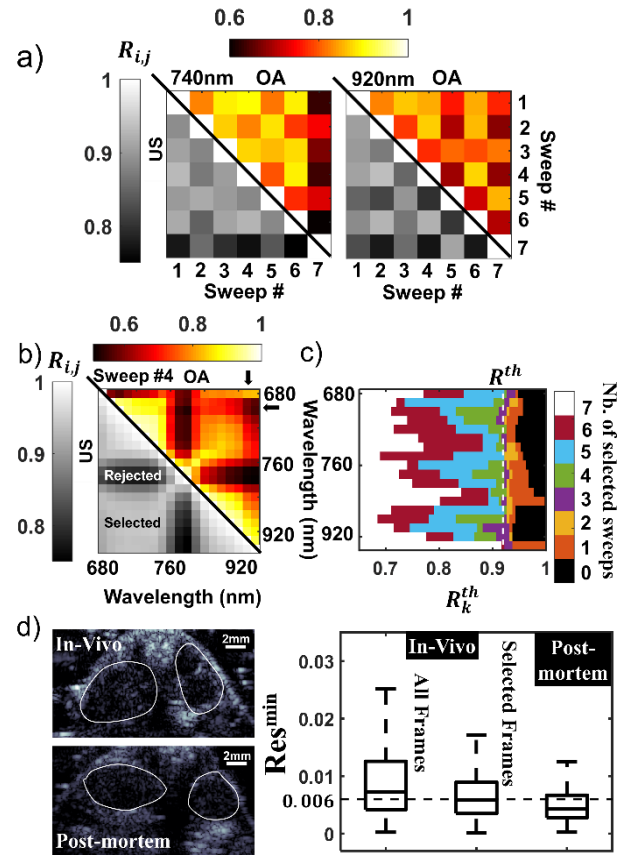 0.6 0.8 1
a)
R_{i,j}
740nm OA 920nm OA
1
0.9
0.8
US
1
2
3
4
5
6
7
Sweep #
1 2 3 4 5 6 7 1 2 3 4 5 6 7
Sweep # Sweep #
0.6 0.8 1
b)
R_{i,j}
Sweep #4 OA
1
0.9
0.8
US
Rejected
Selected
680
760
920
Wavelength (nm)
680 760 920
Wavelength (nm)
c)
R^{th}
680
760
920
0.7 0.8 0.9 1
R_k^{th}
7
6
5
4
3
2
1
0
Nb. of selected sweeps
d)
In-Vivo
2mm
2mm
Post-mortem
Res^{min}
0.03
0.02
0.01
0.006
0
In-Vivo
All Frames
Selected Frames
Post-
mortem